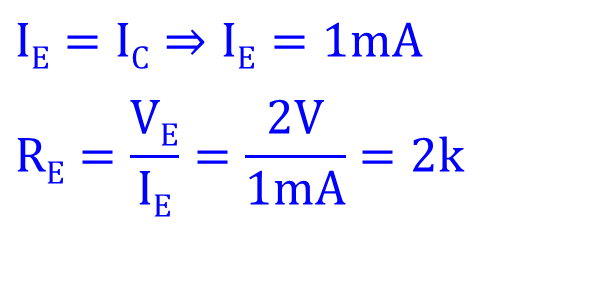 I_E = I_C ⇒ I_E = 1mA
R_E = V_E / I_E = 2V / 1mA = 2k